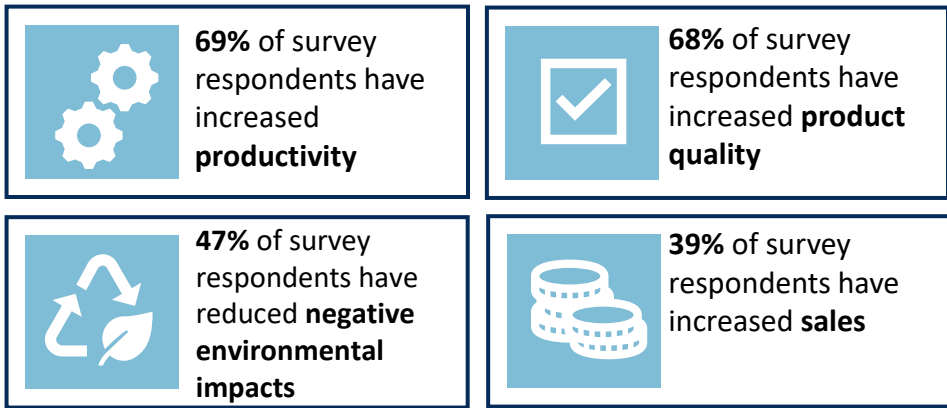 69% of survey
respondents have
increased
productivity
68% of survey
respondents have
increased product
quality
47% of survey
respondents have
reduced negative
environmental
impacts
39% of survey
respondents have
increased sales